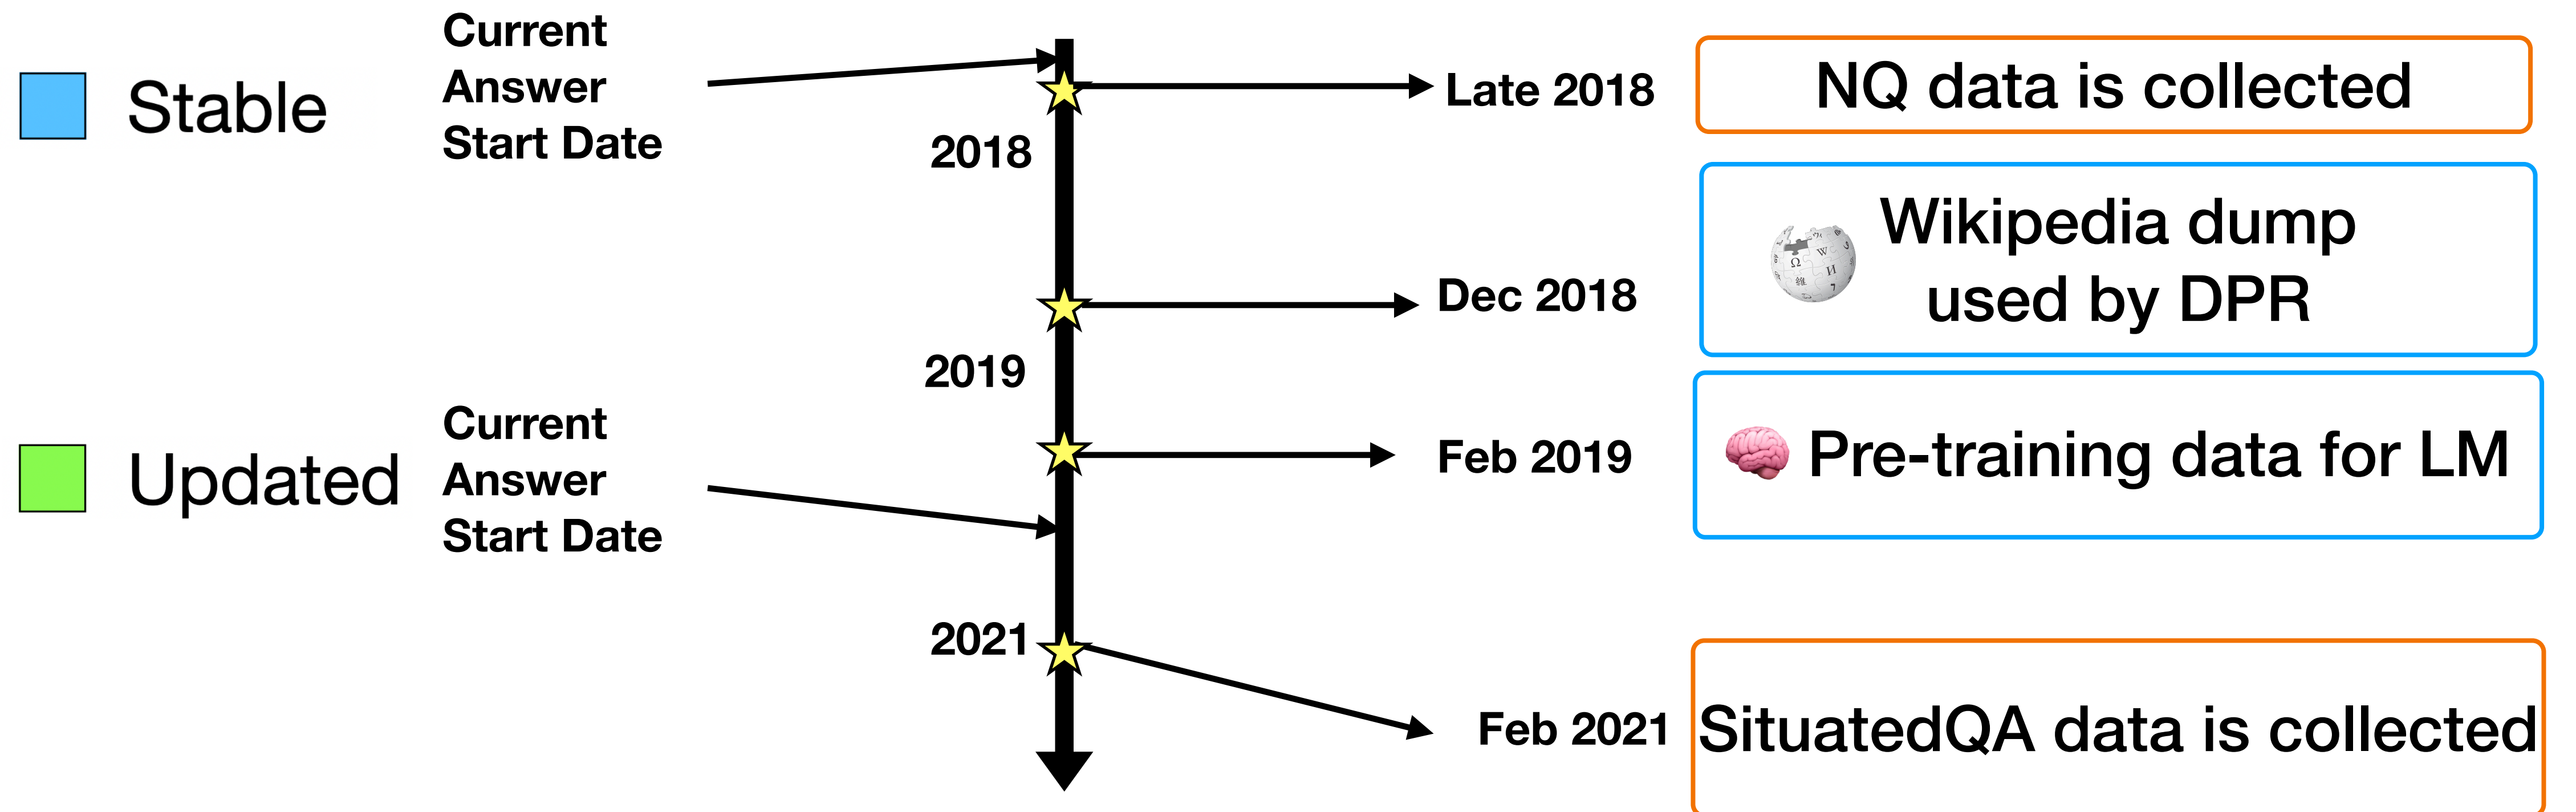 Stable
Current
Answer
Start Date
2018
Late 2018
NQ data is collected
Wikipedia dump
used by DPR
Dec 2018
2019
Updated
Current
Answer
Start Date
Feb 2019
Pre-training data for LM
2021
Feb 2021
SituatedQA data is collected